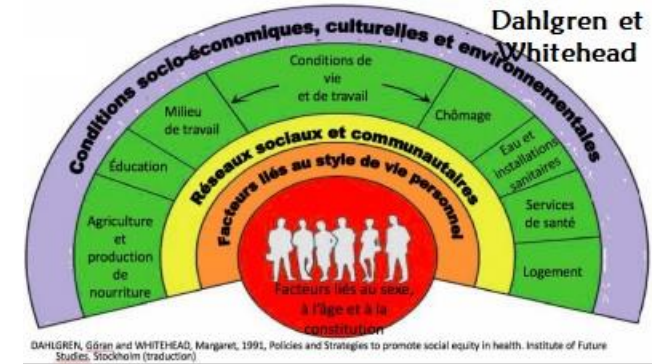 Dahlgren et
Whitehead
Conditions socio-économiques, culturelles et environnementales
Conditions de
vie
et de travail
Milieu
de travail
Chômage
Éducation
Eau et
installations
sanitaires
Agriculture
et
production
de
nourriture
Services
de santé
Logement
Réseaux sociaux et communautaires
Facteurs liés au style de vie personnel
Facteurs liés au sexe,
à l'âge et à la
constitution
DAHLGREN, Göran and WHITEHEAD, Margaret, 1991, Policies and Strategies to promote social equity in health. Institute of Future
Studies. Stockholm (traduction)